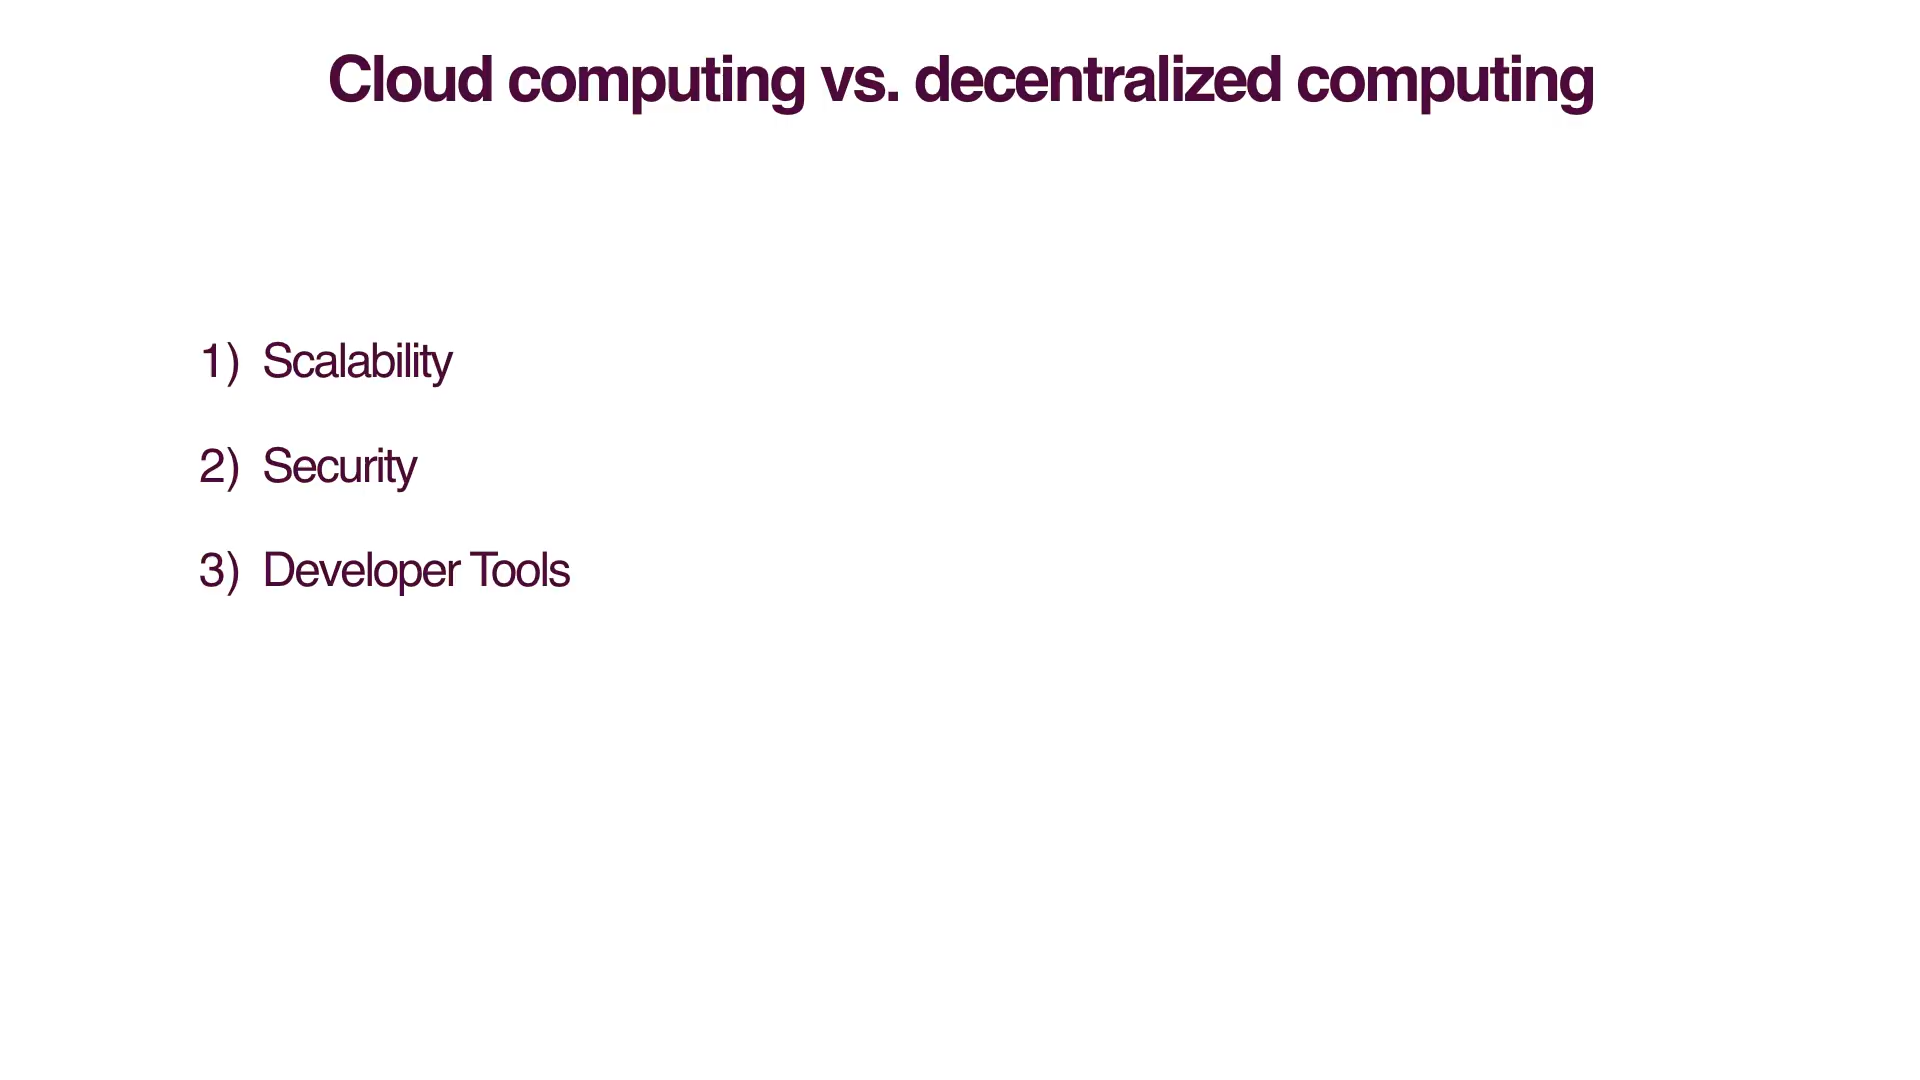 Cloud computing vs. decentralized computing
1) Scalability
2) Security
3) Developer Tools